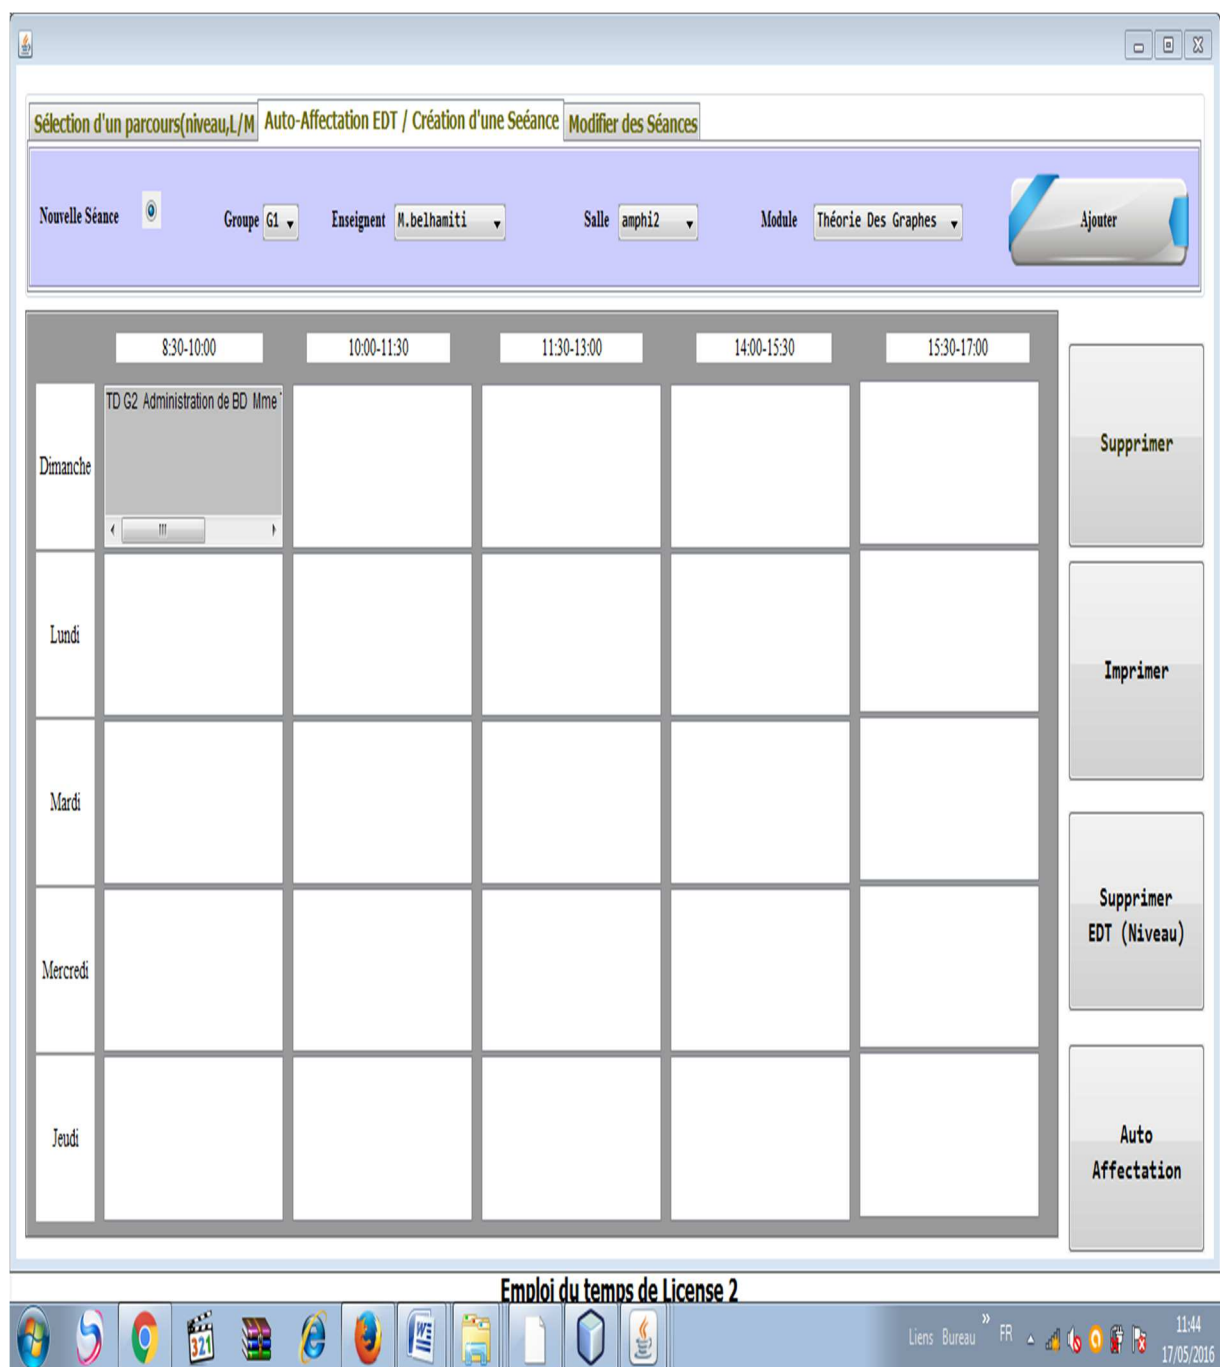 Sélection d'un parcours(niveau,L/M Auto-Affectation EDT / Création d'une Seéance Modifier des Séances
Nouvelle Séance Groupe G1 Enseignent M.belhamiti Salle amphi2 Module Théorie Des Graphes Ajouter
8:30-10:00 10:00-11:30 11:30-13:00 14:00-15:30 15:30-17:00
TD G2 Administration de BD Mme
Dimanche
Supprimer
Lundi
Imprimer
Mardi
Supprimer
EDT (Niveau)
Mercredi
Jeudi
Auto
Affectation
Emploi du temps de License 2
321
Liens Bureau » FR 11:44
17/05/2016